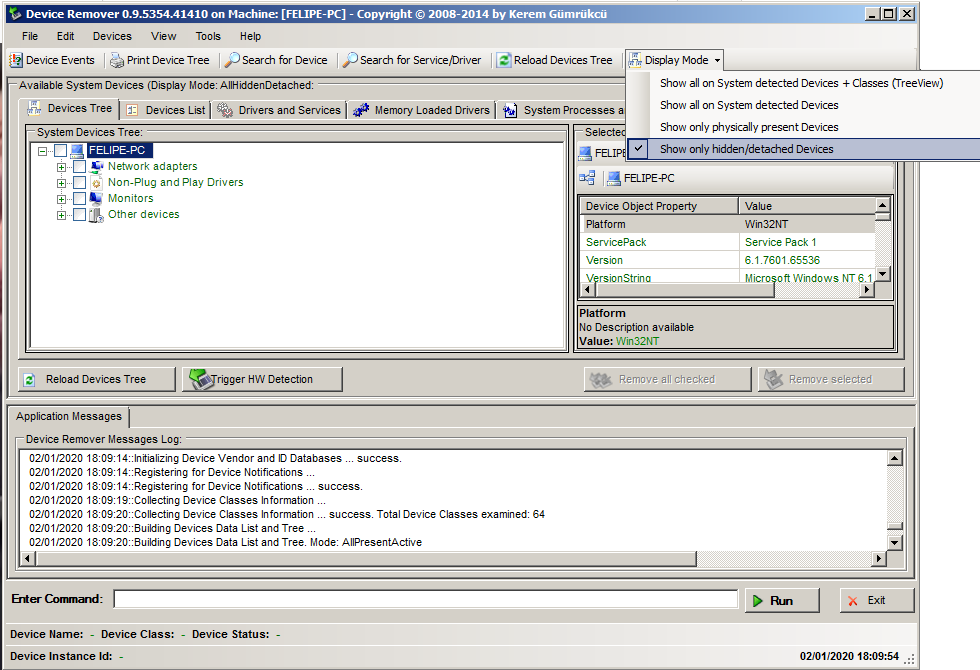 Device Remover 0.9.5354.41410 on Machine: [FELIPE-PC] - Copyright © 2008-2014 by Kerem Gümrükcü
File Edit Devices View Tools Help
Device Events Print Device Tree Search for Device Search for Service/Driver Reload Devices Tree Display Mode
Show all on System detected Devices + Classes (TreeView)
Show all on System detected Devices
Show only physically present Devices
Show only hidden/detached Devices
Available System Devices (Display Mode: AllHiddenDetached:
Devices Tree Devices List Drivers and Services Memory Loaded Drivers System Processes a
System Devices Tree:
FELIPE-PC
Network adapters
Non-Plug and Play Drivers
Monitors
Other devices
Selected
FELIP
FELIPE-PC
Device Object Property Value
Platform Win32NT
ServicePack Service Pack 1
Version 6.1.7601.65536
VersionString Microsoft Windows NT 6.1
Platform
No Description available
Value: Win32NT
Reload Devices Tree Trigger HW Detection Remove all checked Remove selected
Application Messages
Device Remover Messages Log:
02/01/2020 18:09:14::Initializing Device Vendor and ID Databases ... success.
02/01/2020 18:09:14::Registering for Device Notifications ...
02/01/2020 18:09:14::Registering for Device Notifications ... success.
02/01/2020 18:09:19::Collecting Device Classes Information ...
02/01/2020 18:09:20::Collecting Device Classes Information ... success. Total Device Classes examined: 64
02/01/2020 18:09:20::Building Devices Data List and Tree ...
02/01/2020 18:09:20::Building Devices Data List and Tree. Mode: AllPresentActive
Enter Command: Run Exit
Device Name: - Device Class: - Device Status: -
Device Instance Id: - 02/01/2020 18:09:54